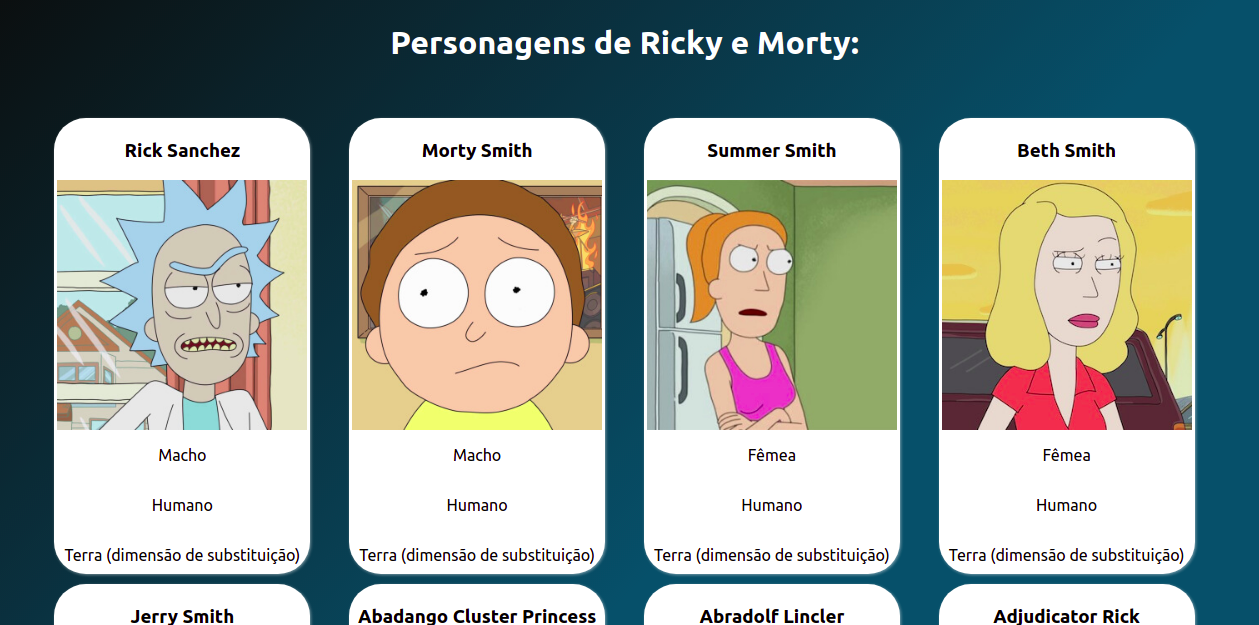 Personagens de Ricky e Morty:
Rick Sanchez
Morty Smith
Summer Smith
Beth Smith
Macho
Macho
Fêmea
Fêmea
Humano
Humano
Humano
Humano
Terra (dimensão de substituição)
Terra (dimensão de substituição)
Terra (dimensão de substituição)
Terra (dimensão de substituição)
Jerry Smith
Abadango Cluster Princess
Abradolf Lincler
Adjudicator Rick